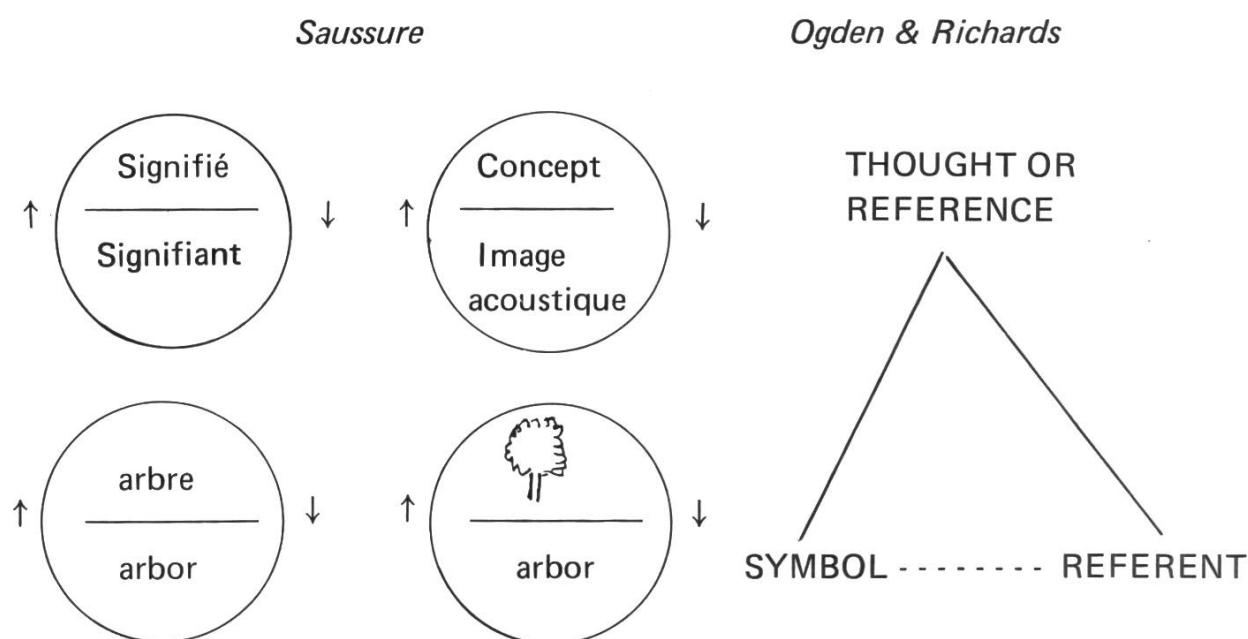 Saussure
Ogden & Richards
Signifié
Signifiant
Concept
Image
acoustique
THOUGHT OR
REFERENCE
arbre
arbor
arbor
SYMBOL
REFERENT